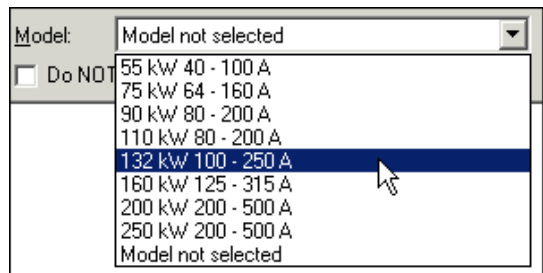 Model: Model not selected
Do NOT
55 kW 40 - 100 A
75 kW 64 - 160 A
90 kW 80 - 200 A
110 kW 80 - 200 A
132 kW 100 - 250 A
160 kW 125 - 315 A
200 kW 200 - 500 A
250 kW 200 - 500 A
Model not selected